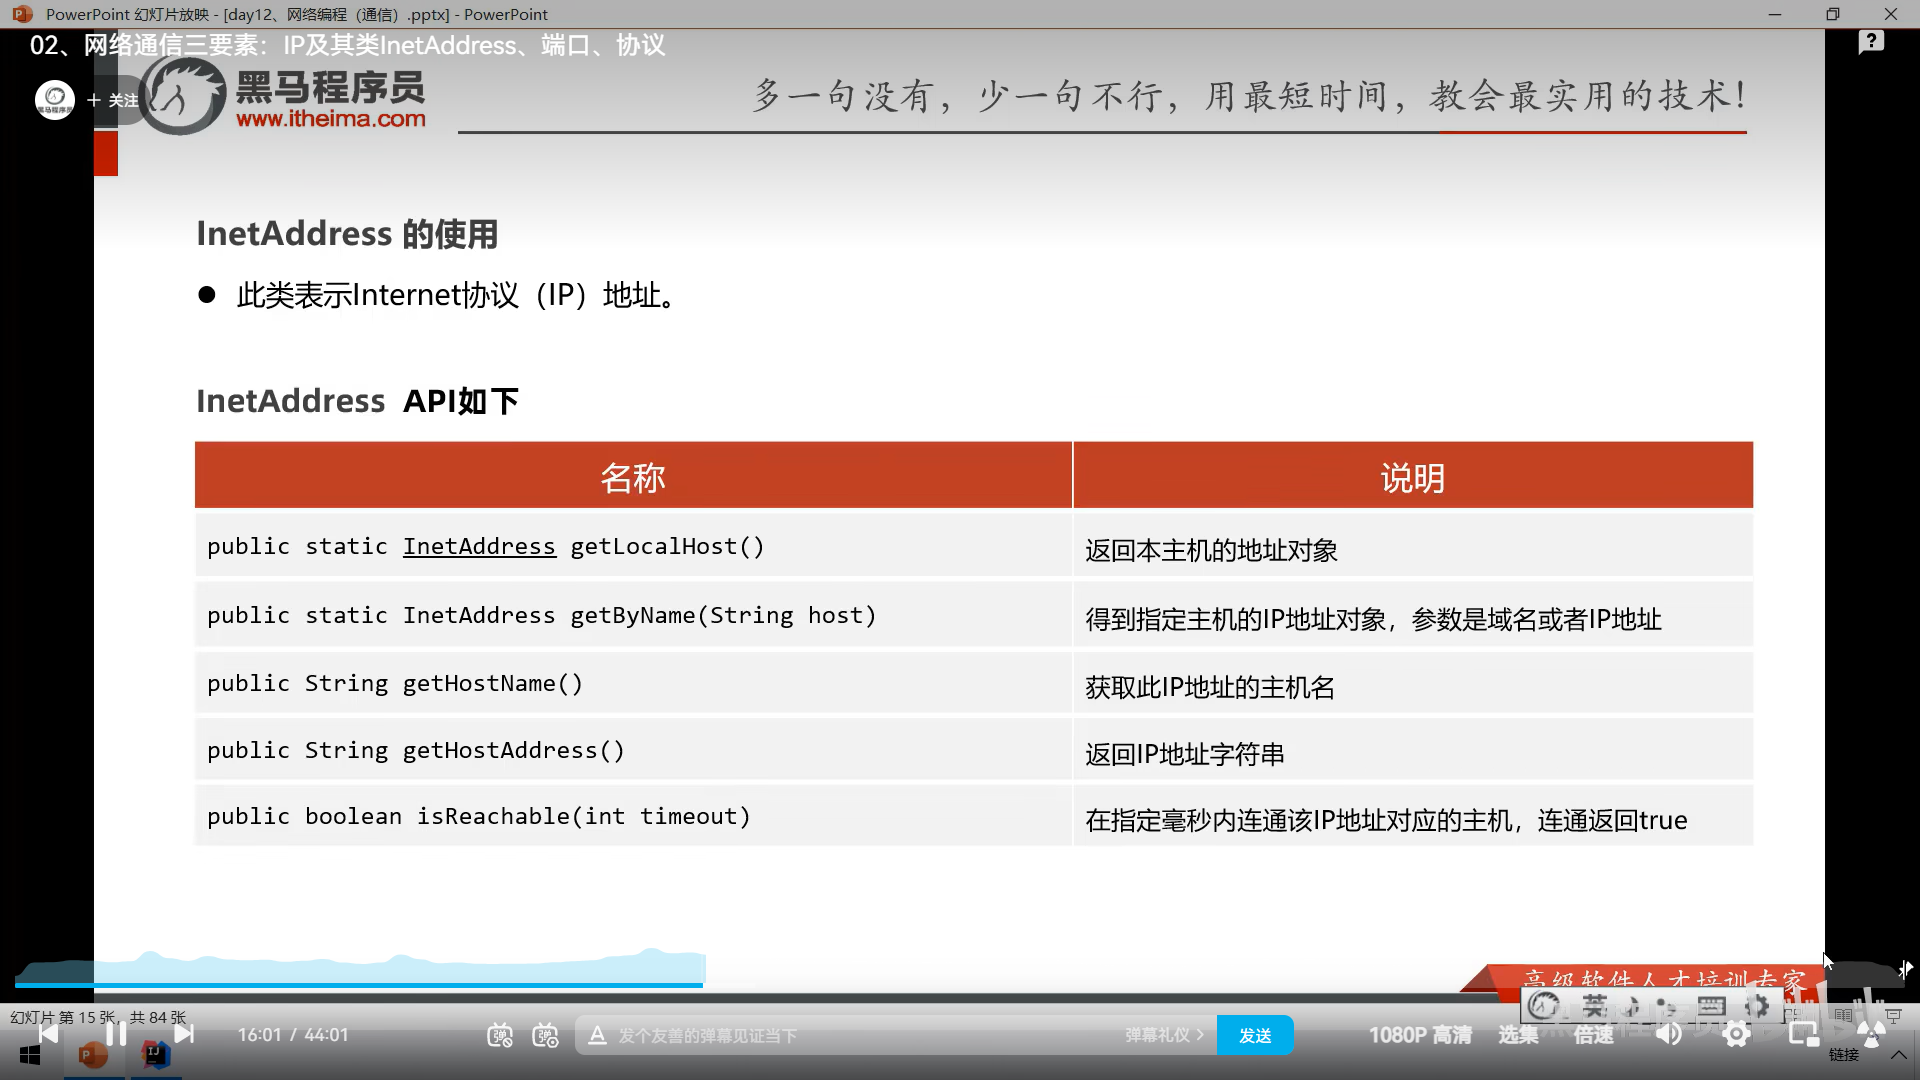 PowerPoint 幻灯片放映 - [day12、网络编程（通信）.pptx] - PowerPoint
02、网络通信三要素：IP及其类InetAddress、端口、协议
+ 关注
黑马程序员
www.itheima.com
多一句没有，少一句不行，用最短时间，教会最实用的技术！
InetAddress 的使用
● 此类表示Internet协议（IP）地址。
InetAddress API如下
名称 说明
public static InetAddress getLocalHost() 返回本主机的地址对象
public static InetAddress getByName(String host) 得到指定主机的IP地址对象，参数是域名或者IP地址
public String getHostName() 获取此IP地址的主机名
public String getHostAddress() 返回IP地址字符串
public boolean isReachable(int timeout) 在指定毫秒内连通该IP地址对应的主机，连通返回true
高级软件人才培训专家
英
幻灯片 第 15 张，共 84 张
16:01 / 44:01
发个友善的弹幕见证当下
弹幕礼仪 >
发送
1080P 高清
选集
倍速
链接